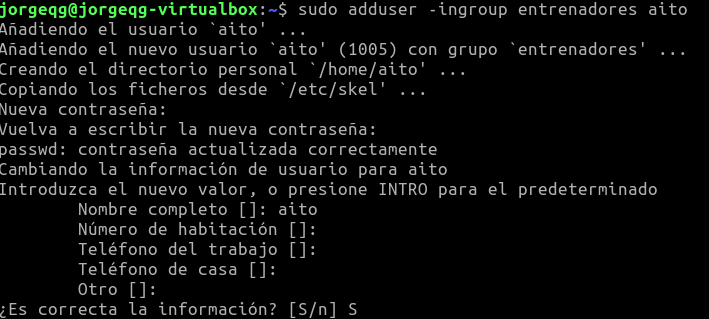 jorgeqg@jorgeqg-virtualbox:~$ sudo adduser -ingroup entrenadores aito
Añadiendo el usuario `aito' ...
Añadiendo el nuevo usuario `aito' (1005) con grupo `entrenadores' ...
Creando el directorio personal `/home/aito' ...
Copiando los ficheros desde `/etc/skel' ...
Nueva contraseña:
Vuelva a escribir la nueva contraseña:
passwd: contraseña actualizada correctamente
Cambiando la información de usuario para aito
Introduzca el nuevo valor, o presione INTRO para el predeterminado
        Nombre completo []: aito
        Número de habitación []:
        Teléfono del trabajo []:
        Teléfono de casa []:
        Otro []:
¿Es correcta la información? [S/n] S